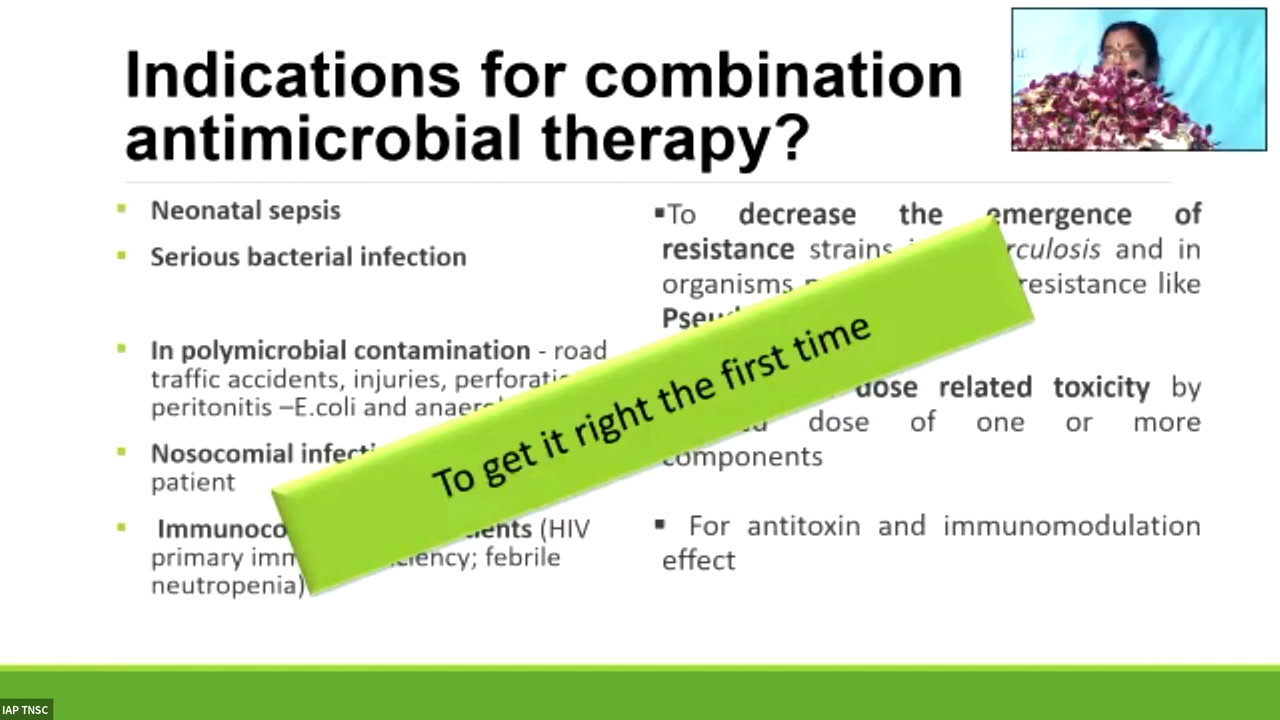 Indications for combination
antimicrobial therapy?
Neonatal sepsis
Serious bacterial infection
In polymicrobial contamination - road
traffic accidents, injuries,
peritonitis –E.coli and
Nosocomial
patient
(HIV
primary febrile
neutropenia)
To decrease the emergence of
resistance strains and in
organisms resistance like
dose related toxicity by
dose of one or more
components
For antitoxin and immunomodulation
effect
To get it right the first time
IAP TNSC